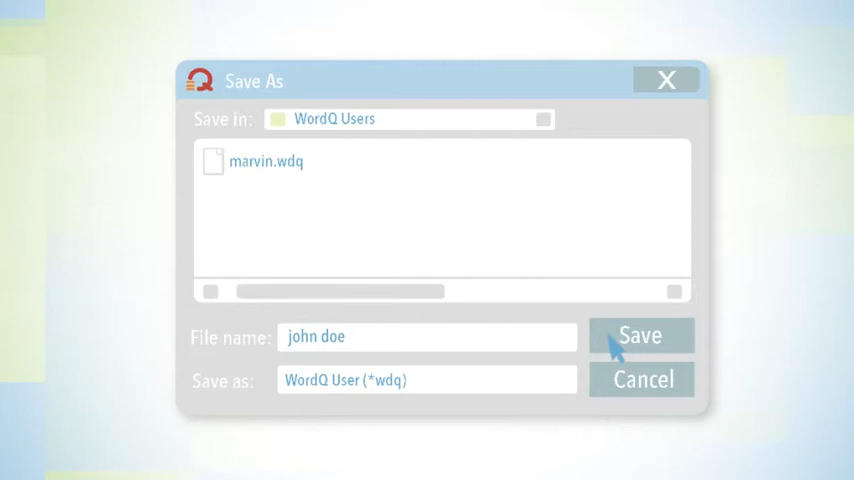 Save As
X
Save in: WordQ Users
marvin.wdq
File name: john doe
Save
Save as: WordQ User (*wdq)
Cancel